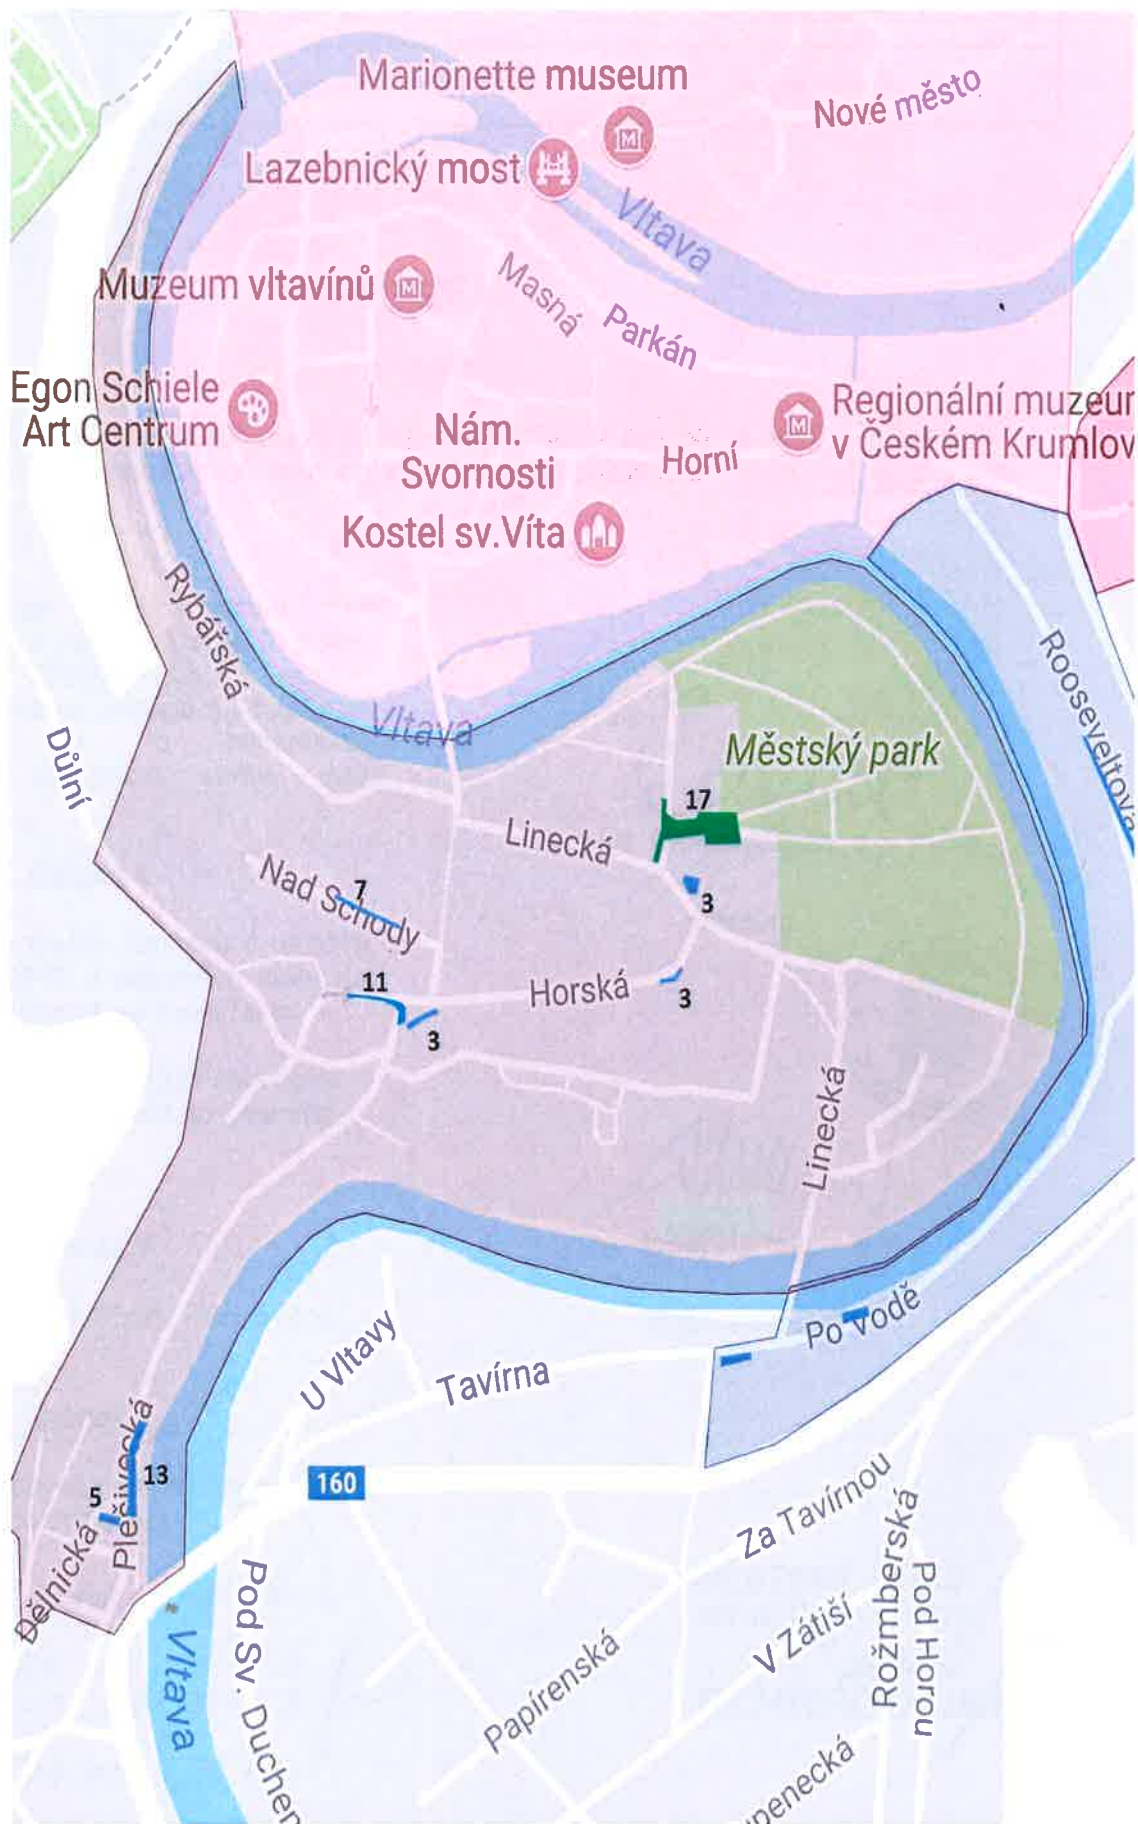 Marionette museum
Nové město
Lazebnický most
Vltava
Muzeum vltavínů
Masná
Parkán
Egon Schiele
Art Centrum
Nám.
Svornosti
Horní
Regionální muzeur
v Českém Krumlov
Kostel sv.Víta
Rybářská
Vltava
Rooseveltova
Důlní
Městský park
17
Linecká
Nad Schody
7
3
11
Horská
3
3
Linecká
Po Vodě
U Vltavy
Tavírna
Plešivecká
13
5
160
Dělnická
Za Tavírnou
Rožmberská
Pod Horou
Pod Sv. Duchem
V Zátiší
Vltava
Papírenská